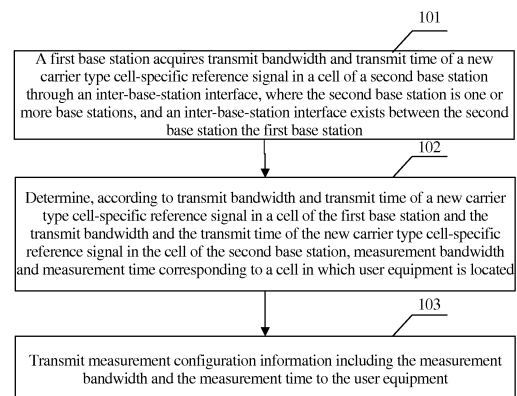 101
A first base station acquires transmit bandwidth and transmit time of a new
carrier type cell-specific reference signal in a cell of a second base station
through an inter-base-station interface, where the second base station is one or
more base stations, and an inter-base-station interface exists between the second
base station the first base station
102
Determine, according to transmit bandwidth and transmit time of a new carrier
type cell-specific reference signal in a cell of the first base station and the
transmit bandwidth and the transmit time of the new carrier type cell-specific
reference signal in the cell of the second base station, measurement bandwidth
and measurement time corresponding to a cell in which user equipment is located
103
Transmit measurement configuration information including the measurement
bandwidth and the measurement time to the user equipment